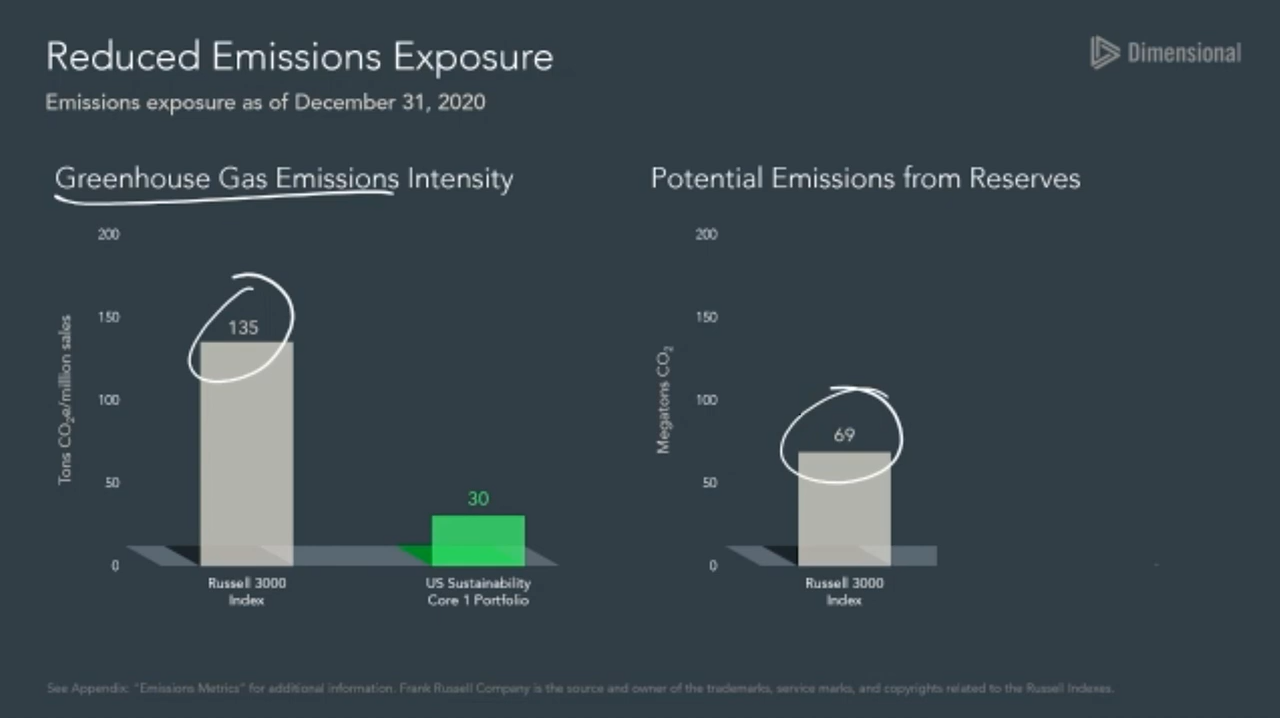 Reduced Emissions Exposure
Dimensional
Emissions exposure as of December 31, 2020
Greenhouse Gas Emissions Intensity
Tons CO₂e/million sales
200
150
100
50
0
135
30
Russell 3000
Index
US Sustainability
Core 1 Portfolio
Potential Emissions from Reserves
Megatons CO₂
200
150
100
50
0
69
Russell 3000
Index
See Appendix: "Emissions Metrics" for additional information. Frank Russell Company is the source and owner of the trademarks, service marks, and copyrights related to the Russell Indexes.